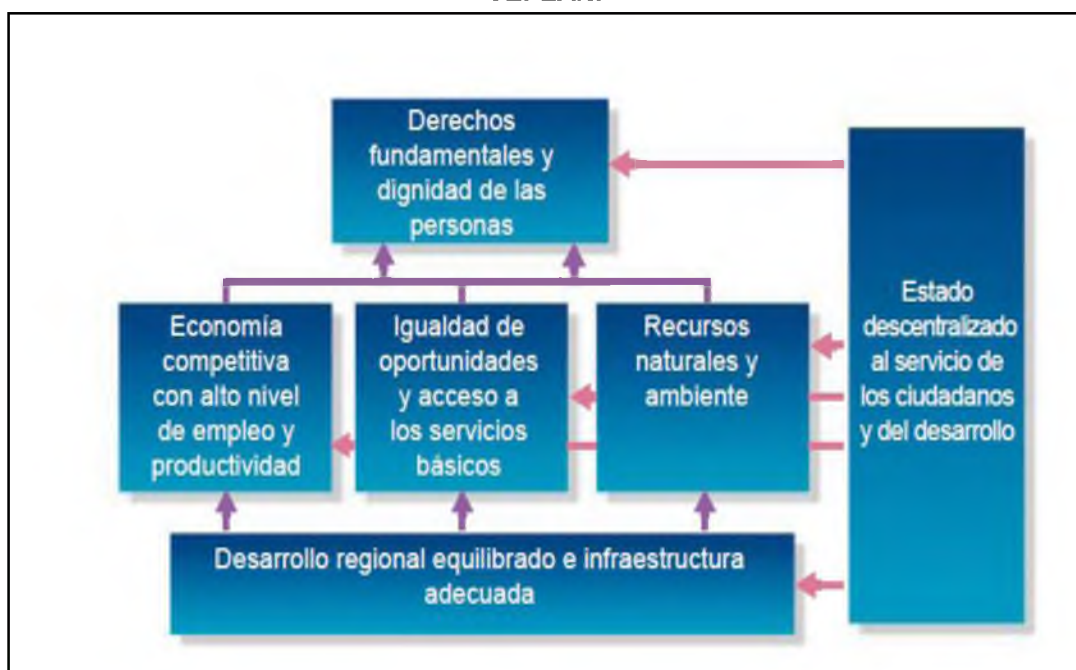 Derechos
fundamentales y
dignidad de las
personas
Economía
competitiva
con alto nivel
de empleo y
productividad
Igualdad de
oportunidades
y acceso a
los servicios
básicos
Recursos
naturales y
ambiente
Estado
descentralizado
al servicio de
los ciudadanos
y del desarrollo
Desarrollo regional equilibrado e infraestructura
adecuada